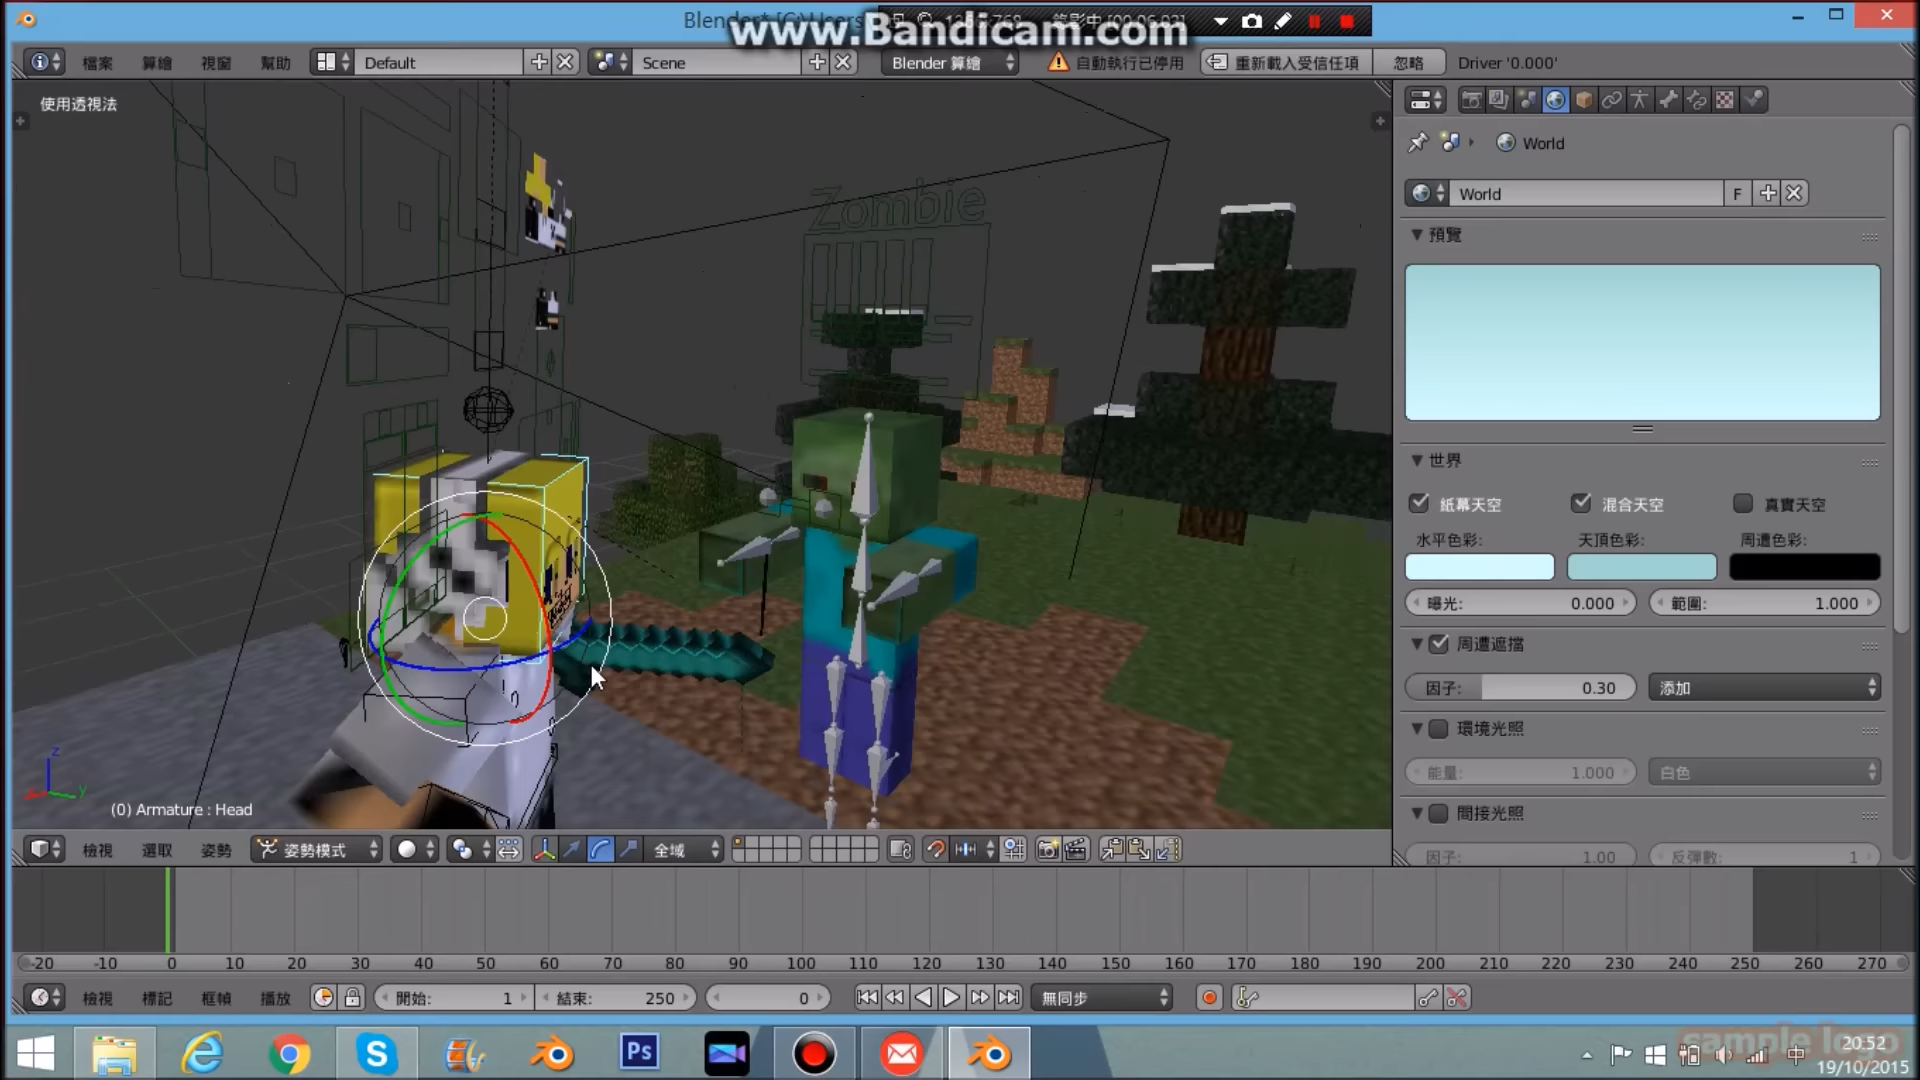 Blender*
www.Bandicam.com
檔案 算繪 視窗 幫助 Default Scene Blender 算繪 自動執行已停用 重新載入受信任項 忽略 Driver '0.000'
使用透視法
World
World F
預覽
Zombie
世界
紙幕天空 混合天空 真實天空
水平色彩: 天頂色彩: 周遭色彩:
曝光: 0.000 範圍: 1.000
周遭遮擋
因子: 0.30 添加
環境光照
能量: 1.000 白色
間接光照
因子: 1.00 反彈數: 1
z
y
(0) Armature : Head
檢視 選取 姿勢 姿勢模式 全域
-20 -10 0 10 20 30 40 50 60 70 80 90 100 110 120 130 140 150 160 170 180 190 200 210 220 230 240 250 260 270
檢視 標記 框幀 播放 開始: 1 結束: 250 0 無同步
Ps
sample logo
中
20:52
19/10/2015